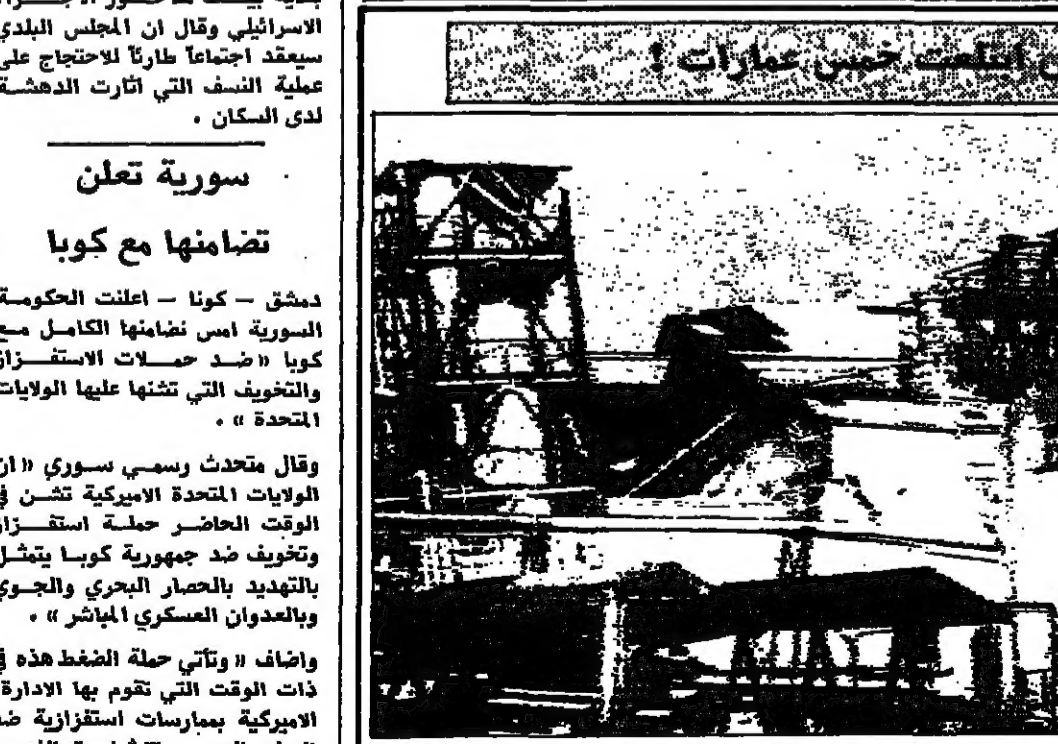 الاسرائيلي وقال ان المجلس البلدي
سيعقد اجتماعاً طارئاً للاحتجاج على
عملية النسف التي اثارت الدهشة
لدى السكان .
سورية تعلن
تضامنها مع كوبا
دمشق — كونا — اعلنت الحكومة
السورية امس تضامنها الكامل مع
كوبا « ضد حملات الاستفزاز
والتخويف التي تشنها عليها الولايات
المتحدة » .
وقال متحدث رسمي سوري « ان
الولايات المتحدة الاميركية تشن في
الوقت الحاضر حملة استفزاز
وتخويف ضد جمهورية كوبا يتمثل
بالتهديد بالحصار البحري والجوي
وبالعدوان العسكري المباشر » .
واضاف « وتأتي حملة الضغط هذه في
ذات الوقت التي تقوم بها الادارة
الاميركية بممارسات استفزازية ضد
ابتلعت خمس عمارات !